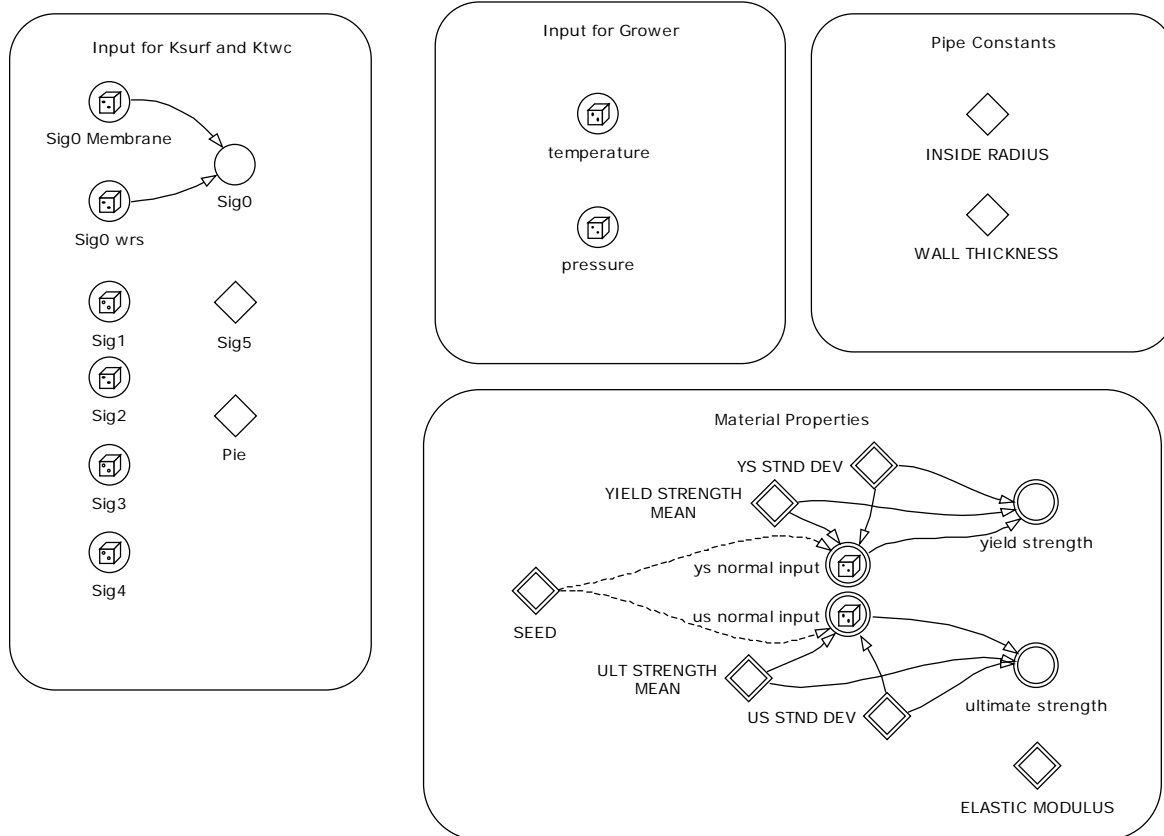 Input for Ksurf and Ktwc
Sig0 Membrane
Sig0
Sig0 wrs
Sig1
Sig5
Sig2
Pie
Sig3
Sig4
Input for Grower
temperature
pressure
Pipe Constants
INSIDE RADIUS
WALL THICKNESS
Material Properties
YS STND DEV
YIELD STRENGTH
MEAN
yield strength
ys normal input
us normal input
SEED
ULT STRENGTH
MEAN
US STND DEV
ultimate strength
ELASTIC MODULUS